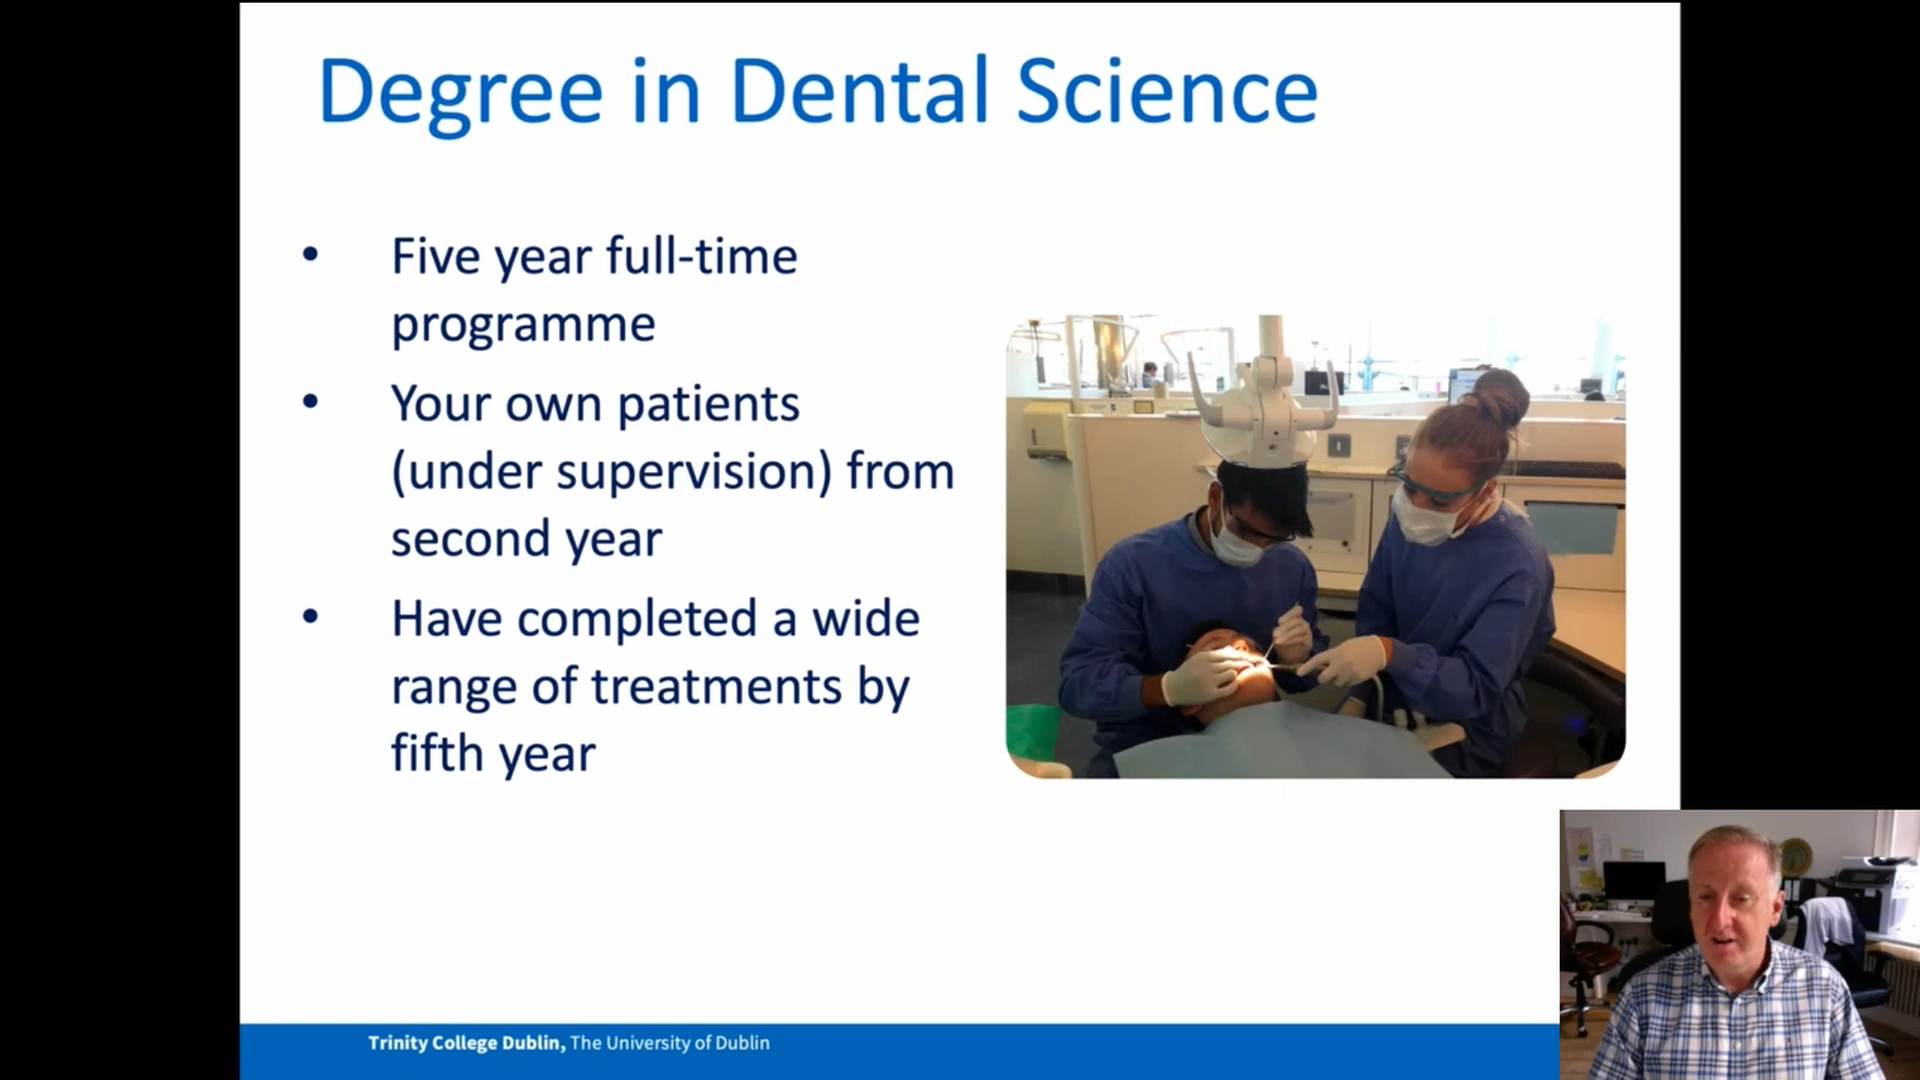 Degree in Dental Science
• Five year full-time
programme
• Your own patients
(under supervision) from
second year
• Have completed a wide
range of treatments by
fifth year
Trinity College Dublin, The University of Dublin